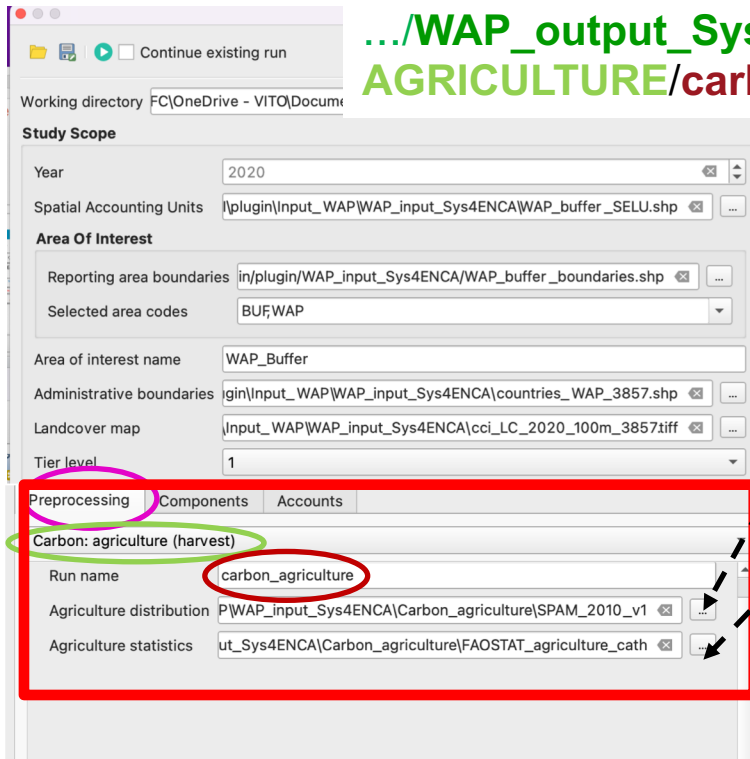 …/WAP_output_Sys
AGRICULTURE/carl
Continue existing run
Working directory FC\OneDrive - VITO\Docume
Study Scope
Year 2020
Spatial Accounting Units l\plugin\Input_WAP\WAP_input_Sys4ENCA\WAP_buffer_SELU.shp ...
Area Of Interest
Reporting area boundaries in/plugin/WAP_input_Sys4ENCA/WAP_buffer_boundaries.shp ...
Selected area codes BUF,WAP
Area of interest name WAP_Buffer
Administrative boundaries gin\Input_WAP\WAP_input_Sys4ENCA\countries_WAP_3857.shp ...
Landcover map \Input_WAP\WAP_input_Sys4ENCA\cci_LC_2020_100m_3857.tiff ...
Tier level 1
Preprocessing Components Accounts
Carbon: agriculture (harvest)
Run name carbon_agriculture
Agriculture distribution P\WAP_input_Sys4ENCA\Carbon_agriculture\SPAM_2010_v1 ...
Agriculture statistics ut_Sys4ENCA\Carbon_agriculture\FAOSTAT_agriculture_cath ...